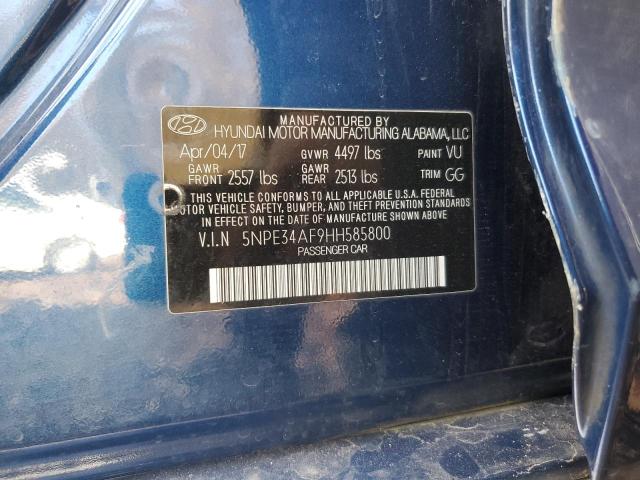 MANUFACTURED BY
HYUNDAI MOTOR MANUFACTURING ALABAMA, LLC
Apr/04/17 GVWR 4497 lbs PAINT VU
GAWR FRONT 2557 lbs GAWR REAR 2513 lbs TRIM GG
THIS VEHICLE CONFORMS TO ALL APPLICABLE U.S.A. FEDERAL
MOTOR VEHICLE SAFETY, BUMPER, AND THEFT PREVENTION STANDARDS
IN EFFECT ON THE DATE OF MANUFACTURE SHOWN ABOVE.
V.I.N 5NPE34AF9HH585800
PASSENGER CAR